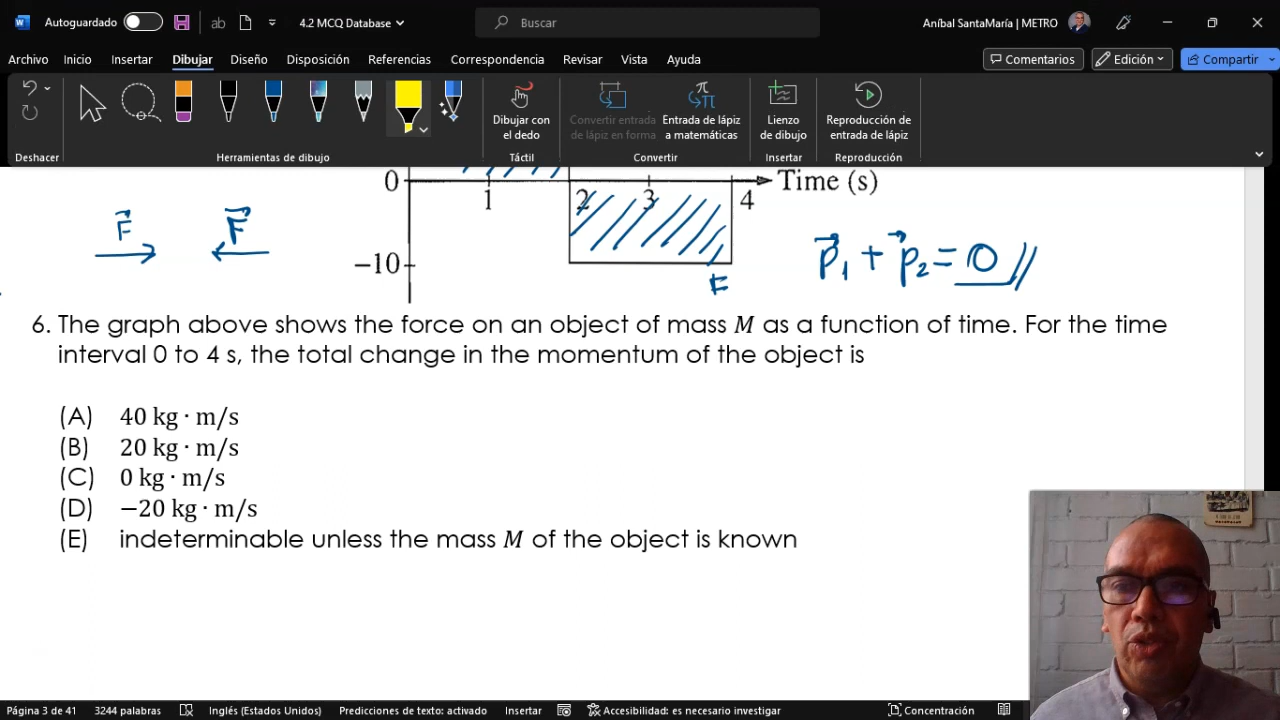 Autoguardado
ab
4.2 MCQ Database
Buscar
Aníbal SantaMaría | METRO
Archivo Inicio Insertar Dibujar Diseño Disposición Referencias Correspondencia Revisar Vista Ayuda Comentarios Edición Compartir
Dibujar con el dedo
Convertir entrada de lápiz en forma
Entrada de lápiz a matemáticas
Lienzo de dibujo
Reproducción de entrada de lápiz
Deshacer Herramientas de dibujo Táctil Convertir Insertar Reproducción
0 Time (s)
1 2 3 4
F⃗ F⃗
p⃗₁ + p⃗₂ = 0 //
−10
F
6. The graph above shows the force on an object of mass M as a function of time. For the time
interval 0 to 4 s, the total change in the momentum of the object is
(A) 40 kg · m/s
(B) 20 kg · m/s
(C) 0 kg · m/s
(D) −20 kg · m/s
(E) indeterminable unless the mass M of the object is known
Página 3 de 41 3244 palabras Inglés (Estados Unidos) Predicciones de texto: activado Insertar Accesibilidad: es necesario investigar Concentración